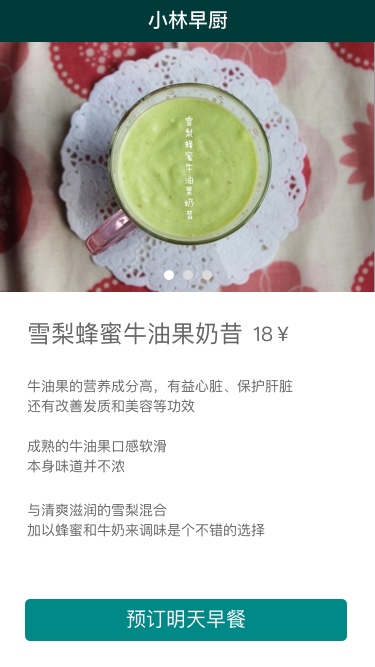 小林早厨
雪梨蜂蜜牛油果奶昔
雪梨蜂蜜牛油果奶昔 18 ¥
牛油果的营养成分高，有益心脏、保护肝脏
还有改善发质和美容等功效
成熟的牛油果口感软滑
本身味道并不浓
与清爽滋润的雪梨混合
加以蜂蜜和牛奶来调味是个不错的选择
预订明天早餐